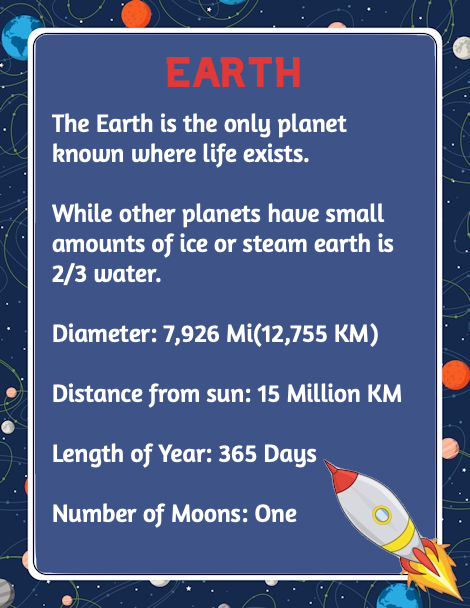 EARTH
The Earth is the only planet
known where life exists.
While other planets have small
amounts of ice or steam earth is
2/3 water.
Diameter: 7,926 Mi(12,755 KM)
Distance from sun: 15 Million KM
Length of Year: 365 Days
Number of Moons: One